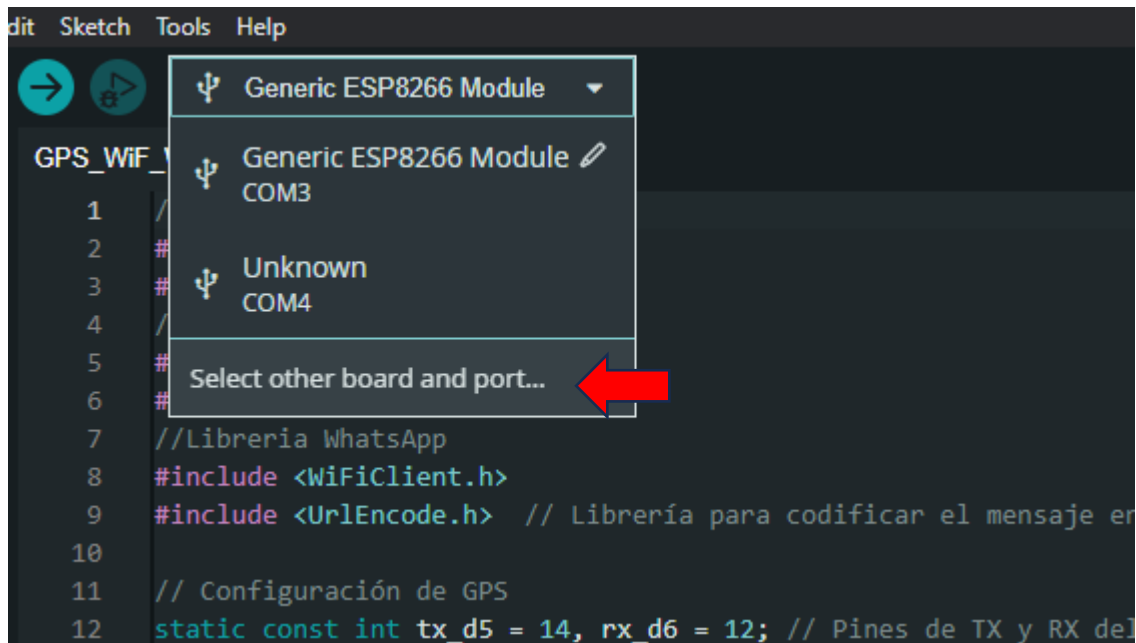 dit Sketch Tools Help
Generic ESP8266 Module
GPS_WiF_
Generic ESP8266 Module
COM3
Unknown
COM4
Select other board and port...
1 /
2 #
3 #
4 /
5 #
6 #
7 //Libreria WhatsApp
8 #include <WiFiClient.h>
9 #include <UrlEncode.h> // Librería para codificar el mensaje en
10
11 // Configuración de GPS
12 static const int tx_d5 = 14, rx_d6 = 12; // Pines de TX y RX del